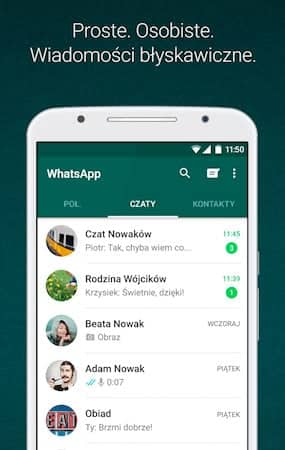 Proste. Osobiste.
Wiadomości błyskawiczne.
11:50
WhatsApp
POŁ.
CZATY
KONTAKTY
Czat Nowaków
11:45
Piotr: Tak, chyba wiem co...
3
Rodzina Wójcików
11:39
Krzysiek: Świetnie, dzięki!
1
Beata Nowak
WCZORAJ
Obraz
Adam Nowak
PIĄTEK
0:07
Obiad
PIĄTEK
Ty: Brzmi dobrze!
EAT